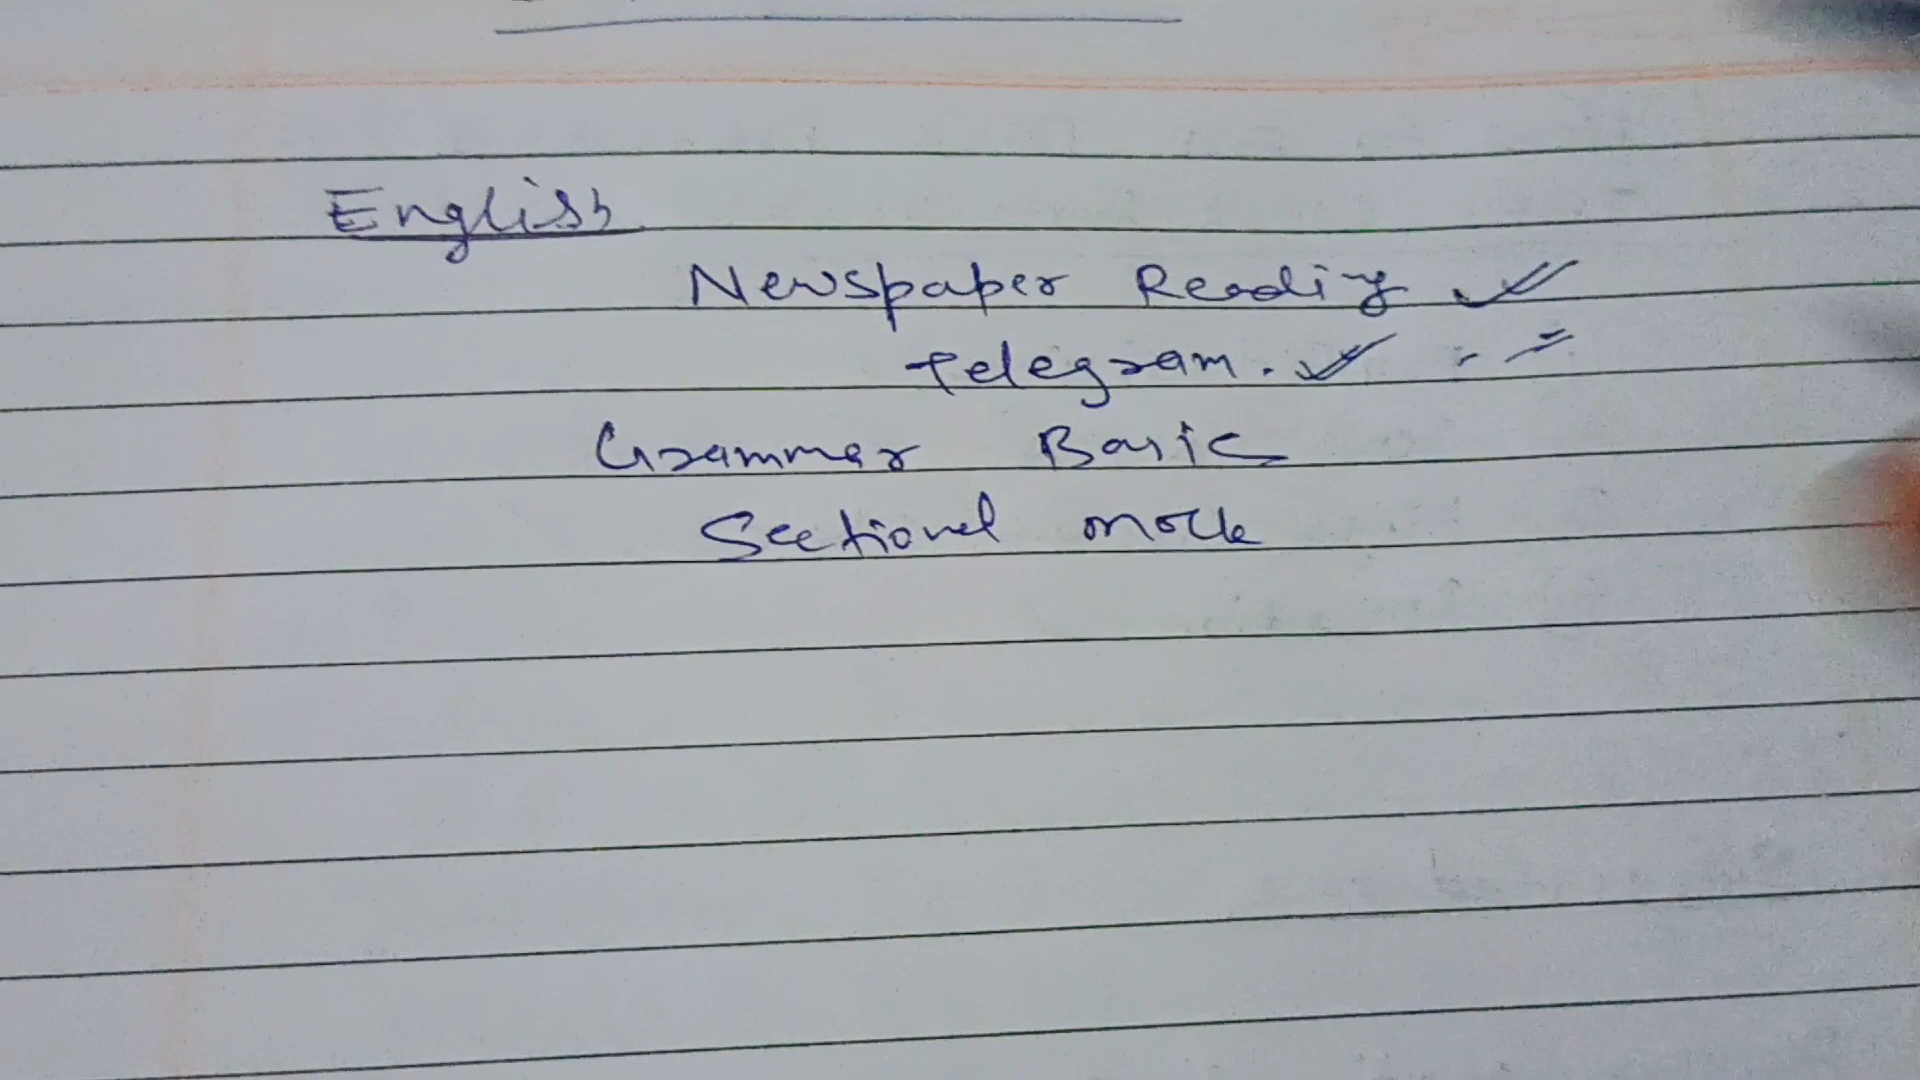 English
Newspaper Reading ✓
Telegram. ✓
Grammar Basic
Sectional mock